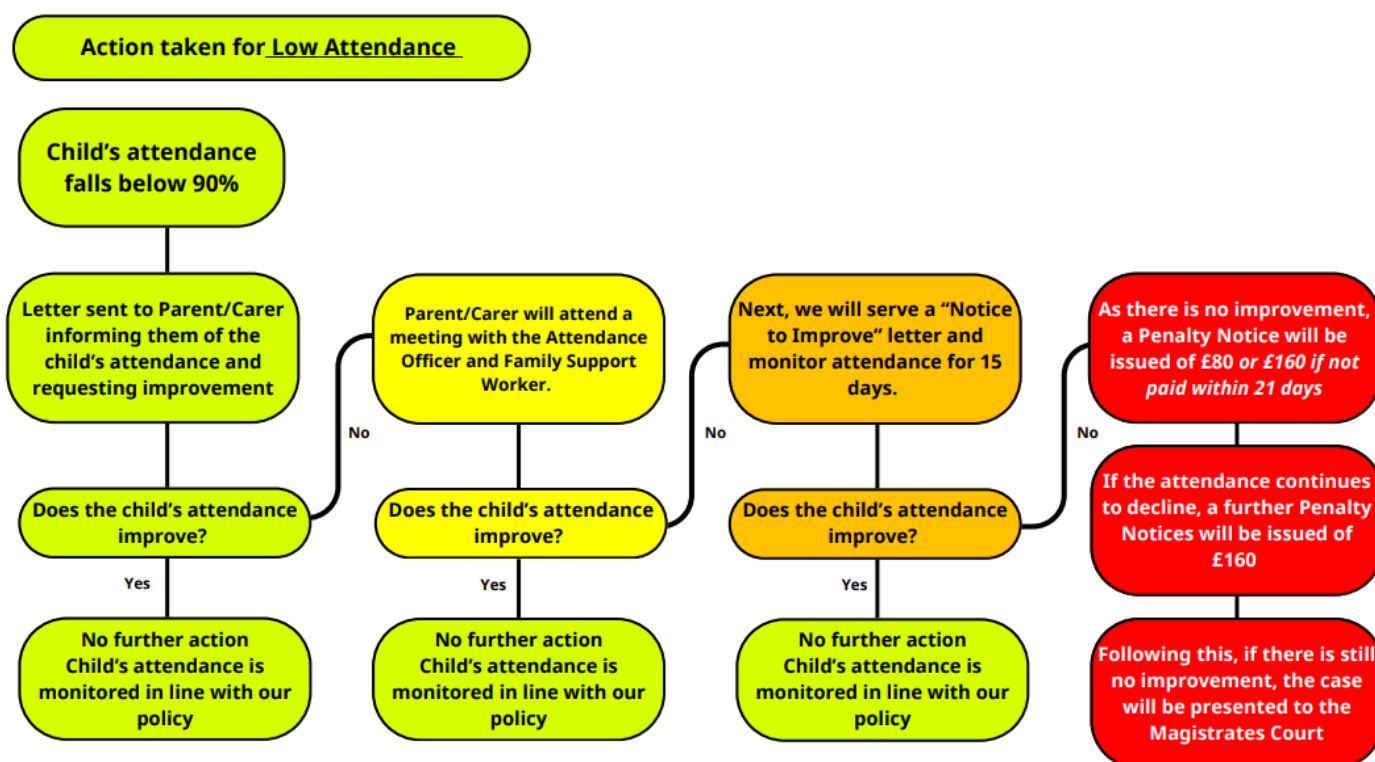 Action taken for Low Attendance
Child’s attendance
falls below 90%
Letter sent to Parent/Carer
informing them of the
child’s attendance and
requesting improvement
Does the child’s attendance
improve?
No
Yes
No further action
Child’s attendance is
monitored in line with our
policy
Parent/Carer will attend a
meeting with the Attendance
Officer and Family Support
Worker.
Does the child’s attendance
improve?
No
Yes
No further action
Child’s attendance is
monitored in line with our
policy
Next, we will serve a “Notice
to Improve” letter and
monitor attendance for 15
days.
Does the child’s attendance
improve?
No
Yes
No further action
Child’s attendance is
monitored in line with our
policy
As there is no improvement,
a Penalty Notice will be
issued of £80 or £160 if not
paid within 21 days
If the attendance continues
to decline, a further Penalty
Notices will be issued of
£160
Following this, if there is still
no improvement, the case
will be presented to the
Magistrates Court